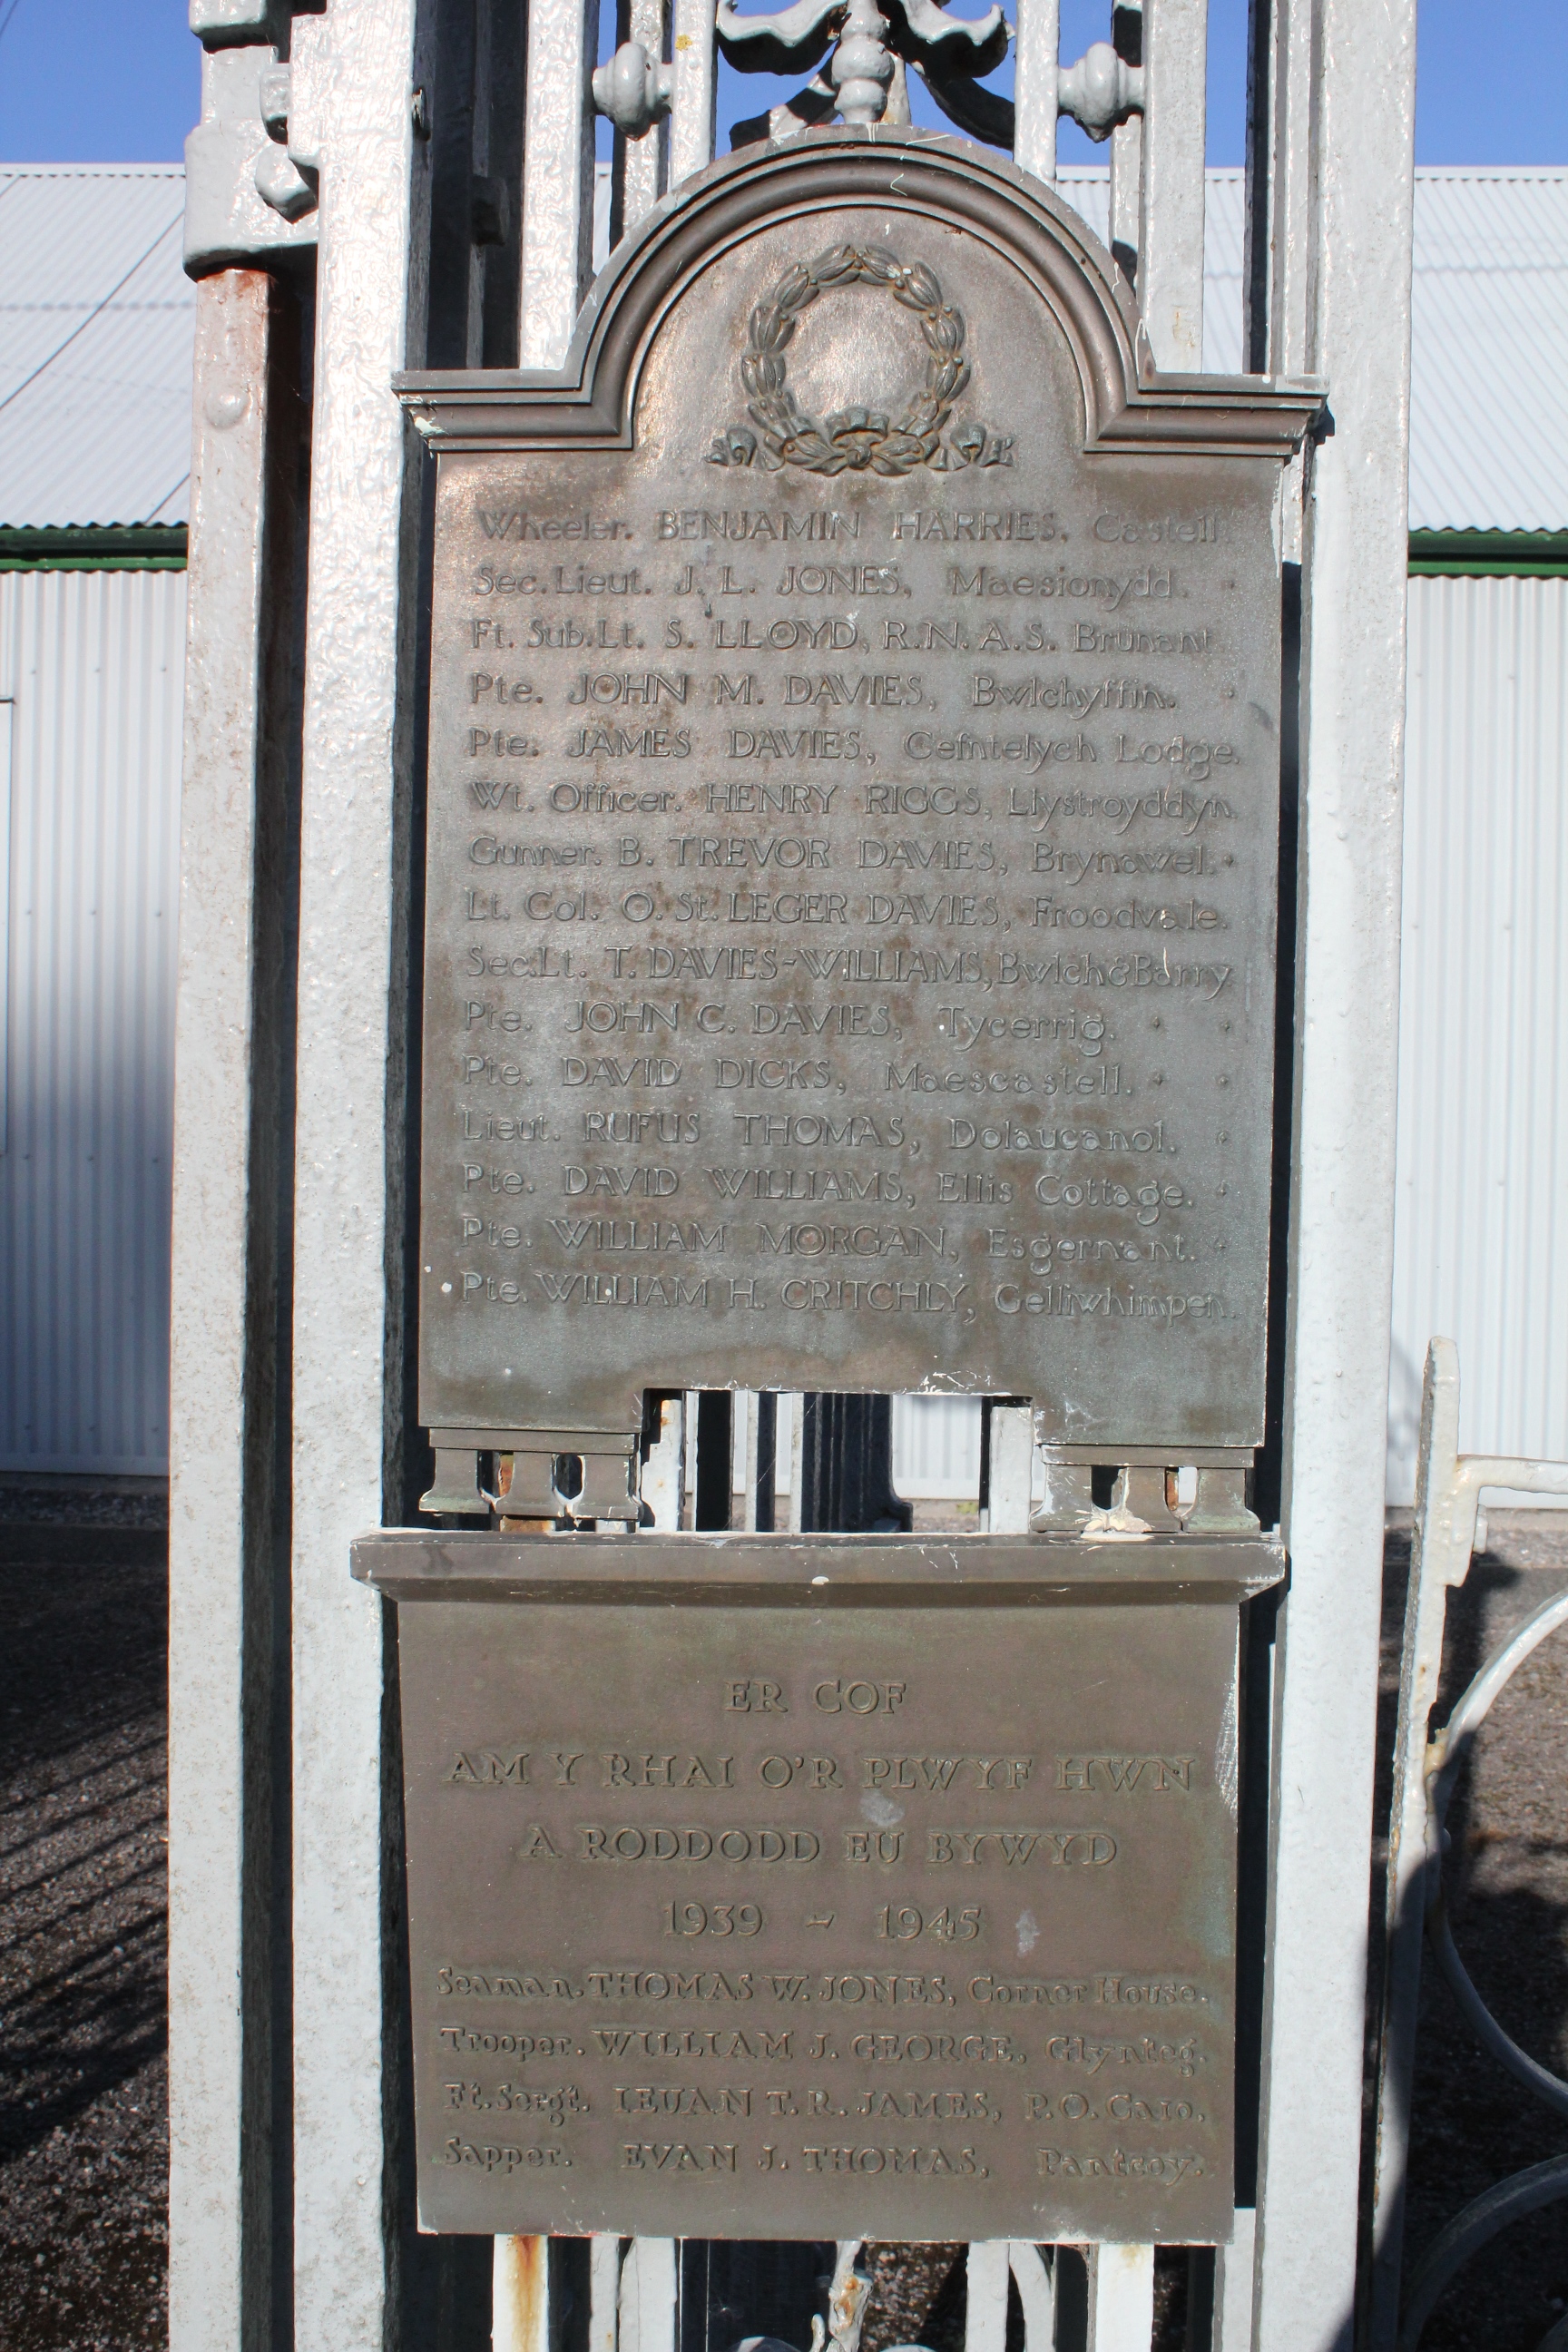 Wheeler. BENJAMIN HARRIES. Castell.
Sec. Lieut. J. L. JONES, Maesionydd.
Ft. Sub. Lt. S. LLOYD, R.N.A.S. Brunant.
Pte. JOHN M. DAVIES, Bwlchyffin.
Pte. JAMES DAVIES, Cefntelych Lodge.
Wt. Officer. HENRY RIGGS, Llystroyddyn.
Gunner. B. TREVOR DAVIES, Brynawel.
Lt. Col. O. St. LEGER DAVIES, Froodvale.
Sec. Lt. T. DAVIES-WILLIAMS, Bwlch & Barry.
Pte. JOHN C. DAVIES, Tycerrig.
Pte. DAVID DICKS, Maescastell.
Lieut. RUFUS THOMAS, Dolaucanol.
Pte. DAVID WILLIAMS, Ellis Cottage.
Pte. WILLIAM MORGAN, Esgernant.
Pte. WILLIAM H. CRITCHLY, Gelliwhimpen.
ER COF
AM Y RHAI O'R PLWYF HWN
A RODDODD EU BYWYD
1939 - 1945
Seaman. THOMAS W. JONES, Corner House.
Trooper. WILLIAM J. GEORGE, Glynteg.
Ft. Sergt. IEUAN T. R. JAMES, P.O. Caio.
Sapper. EVAN J. THOMAS, Pantcoy.